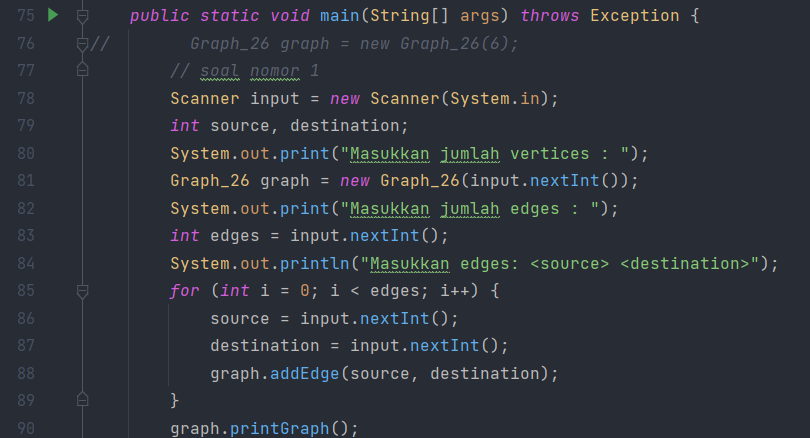 75 public static void main(String[] args) throws Exception {
76 // Graph_26 graph = new Graph_26(6);
77 // soal nomor 1
78 Scanner input = new Scanner(System.in);
79 int source, destination;
80 System.out.print("Masukkan jumlah vertices : ");
81 Graph_26 graph = new Graph_26(input.nextInt());
82 System.out.print("Masukkan jumlah edges : ");
83 int edges = input.nextInt();
84 System.out.println("Masukkan edges: <source> <destination>");
85 for (int i = 0; i < edges; i++) {
86 source = input.nextInt();
87 destination = input.nextInt();
88 graph.addEdge(source, destination);
89 }
90 graph.printGraph();